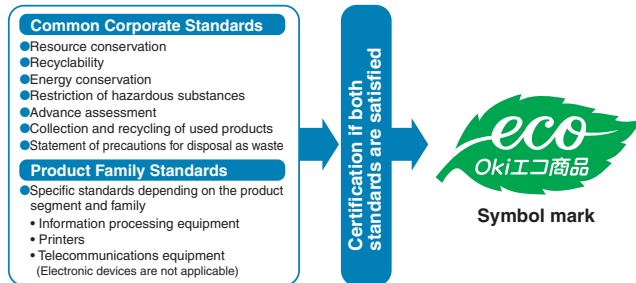 Common Corporate Standards
●Resource conservation
●Recyclability
●Energy conservation
●Restriction of hazardous substances
●Advance assessment
●Collection and recycling of used products
●Statement of precautions for disposal as waste
Product Family Standards
●Specific standards depending on the product
segment and family
• Information processing equipment
• Printers
• Telecommunications equipment
(Electronic devices are not applicable)
Certification if both
standards are satisfied
eco
Okiエコ商品
Symbol mark